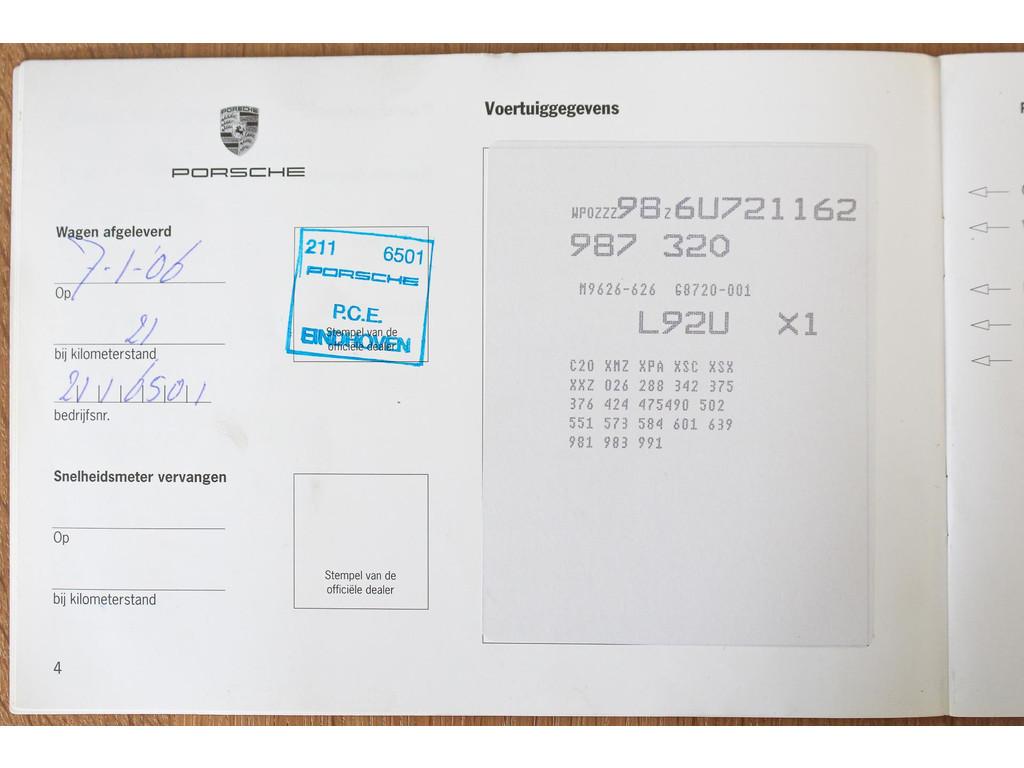 PORSCHE
PORSCHE
Wagen afgeleverd
7-1-'06
Op
21
bij kilometerstand
211 6501
bedrijfsnr.
211 6501
PORSCHE
P.C.E.
EINDHOVEN
Stempel van de
officiële dealer
Snelheidsmeter vervangen
Op
bij kilometerstand
Stempel van de
officiële dealer
4
Voertuiggegevens
WPOZZZ98Z6U721162
987 320
M9626-626 G8720-001
L92U X1
C20 XMZ XPA XSC XSX
XXZ 026 288 342 375
376 424 475490 502
551 573 584 601 639
981 983 991